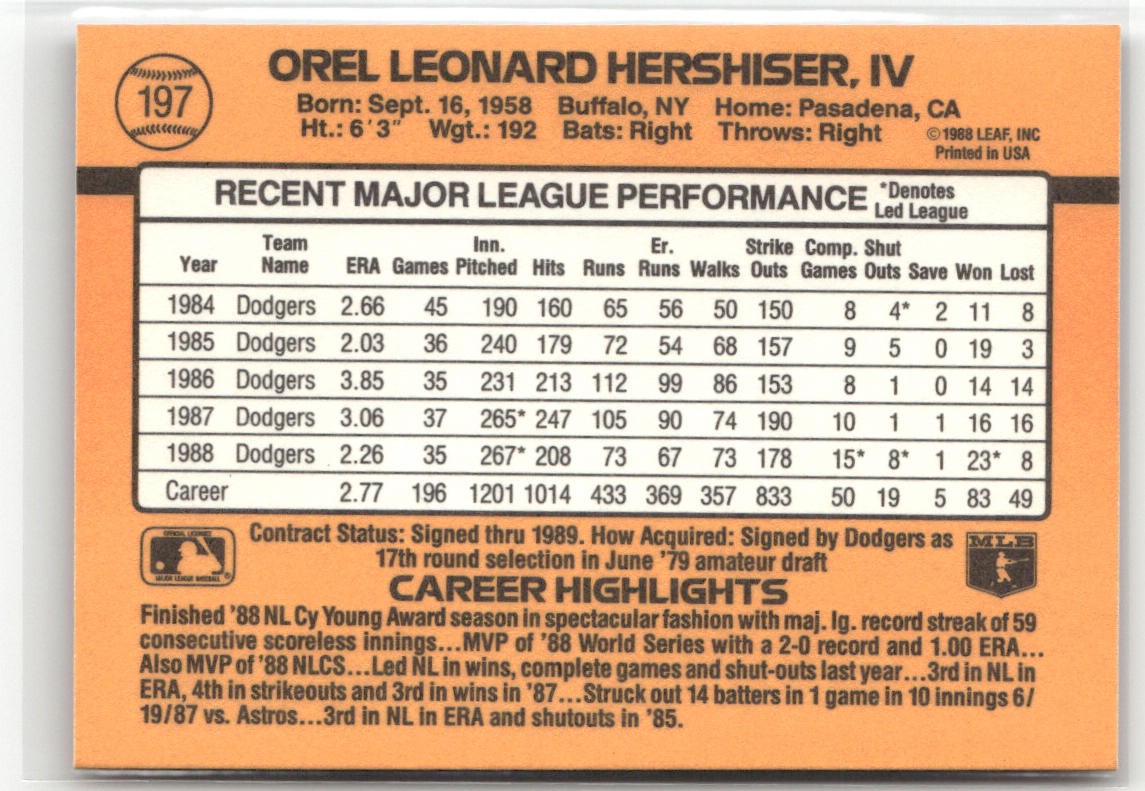 197
OREL LEONARD HERSHISER, IV
Born: Sept. 16, 1958 Buffalo, NY Home: Pasadena, CA
Ht.: 6'3" Wgt.: 192 Bats: Right Throws: Right
©1988 LEAF, INC
Printed in USA
RECENT MAJOR LEAGUE PERFORMANCE *Denotes
Led League
Team Inn. Er. Strike Comp. Shut
Year Name ERA Games Pitched Hits Runs Runs Walks Outs Games Outs Save Won Lost
1984 Dodgers 2.66 45 190 160 65 56 50 150 8 4* 2 11 8
1985 Dodgers 2.03 36 240 179 72 54 68 157 9 5 0 19 3
1986 Dodgers 3.85 35 231 213 112 99 86 153 8 1 0 14 14
1987 Dodgers 3.06 37 265* 247 105 90 74 190 10 1 1 16 16
1988 Dodgers 2.26 35 267* 208 73 67 73 178 15* 8* 1 23* 8
Career 2.77 196 1201 1014 433 369 357 833 50 19 5 83 49
Contract Status: Signed thru 1989. How Acquired: Signed by Dodgers as
17th round selection in June '79 amateur draft
OFFICIAL LICENSEE
MAJOR LEAGUE BASEBALL
®
MLB
CAREER HIGHLIGHTS
Finished '88 NL Cy Young Award season in spectacular fashion with maj. lg. record streak of 59
consecutive scoreless innings...MVP of '88 World Series with a 2-0 record and 1.00 ERA...
Also MVP of '88 NLCS...Led NL in wins, complete games and shut-outs last year...3rd in NL in
ERA, 4th in strikeouts and 3rd in wins in '87...Struck out 14 batters in 1 game in 10 innings 6/
19/87 vs. Astros...3rd in NL in ERA and shutouts in '85.